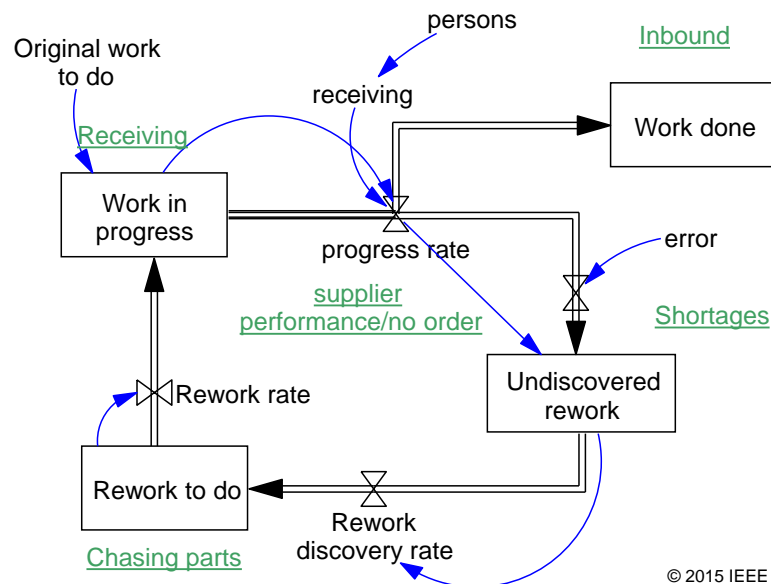 persons
Original work
to do
Inbound
receiving
Receiving
Work done
Work in
progress
progress rate
error
supplier
performance/no order
Shortages
Undiscovered
rework
Rework rate
Rework to do
Rework
discovery rate
Chasing parts
© 2015 IEEE